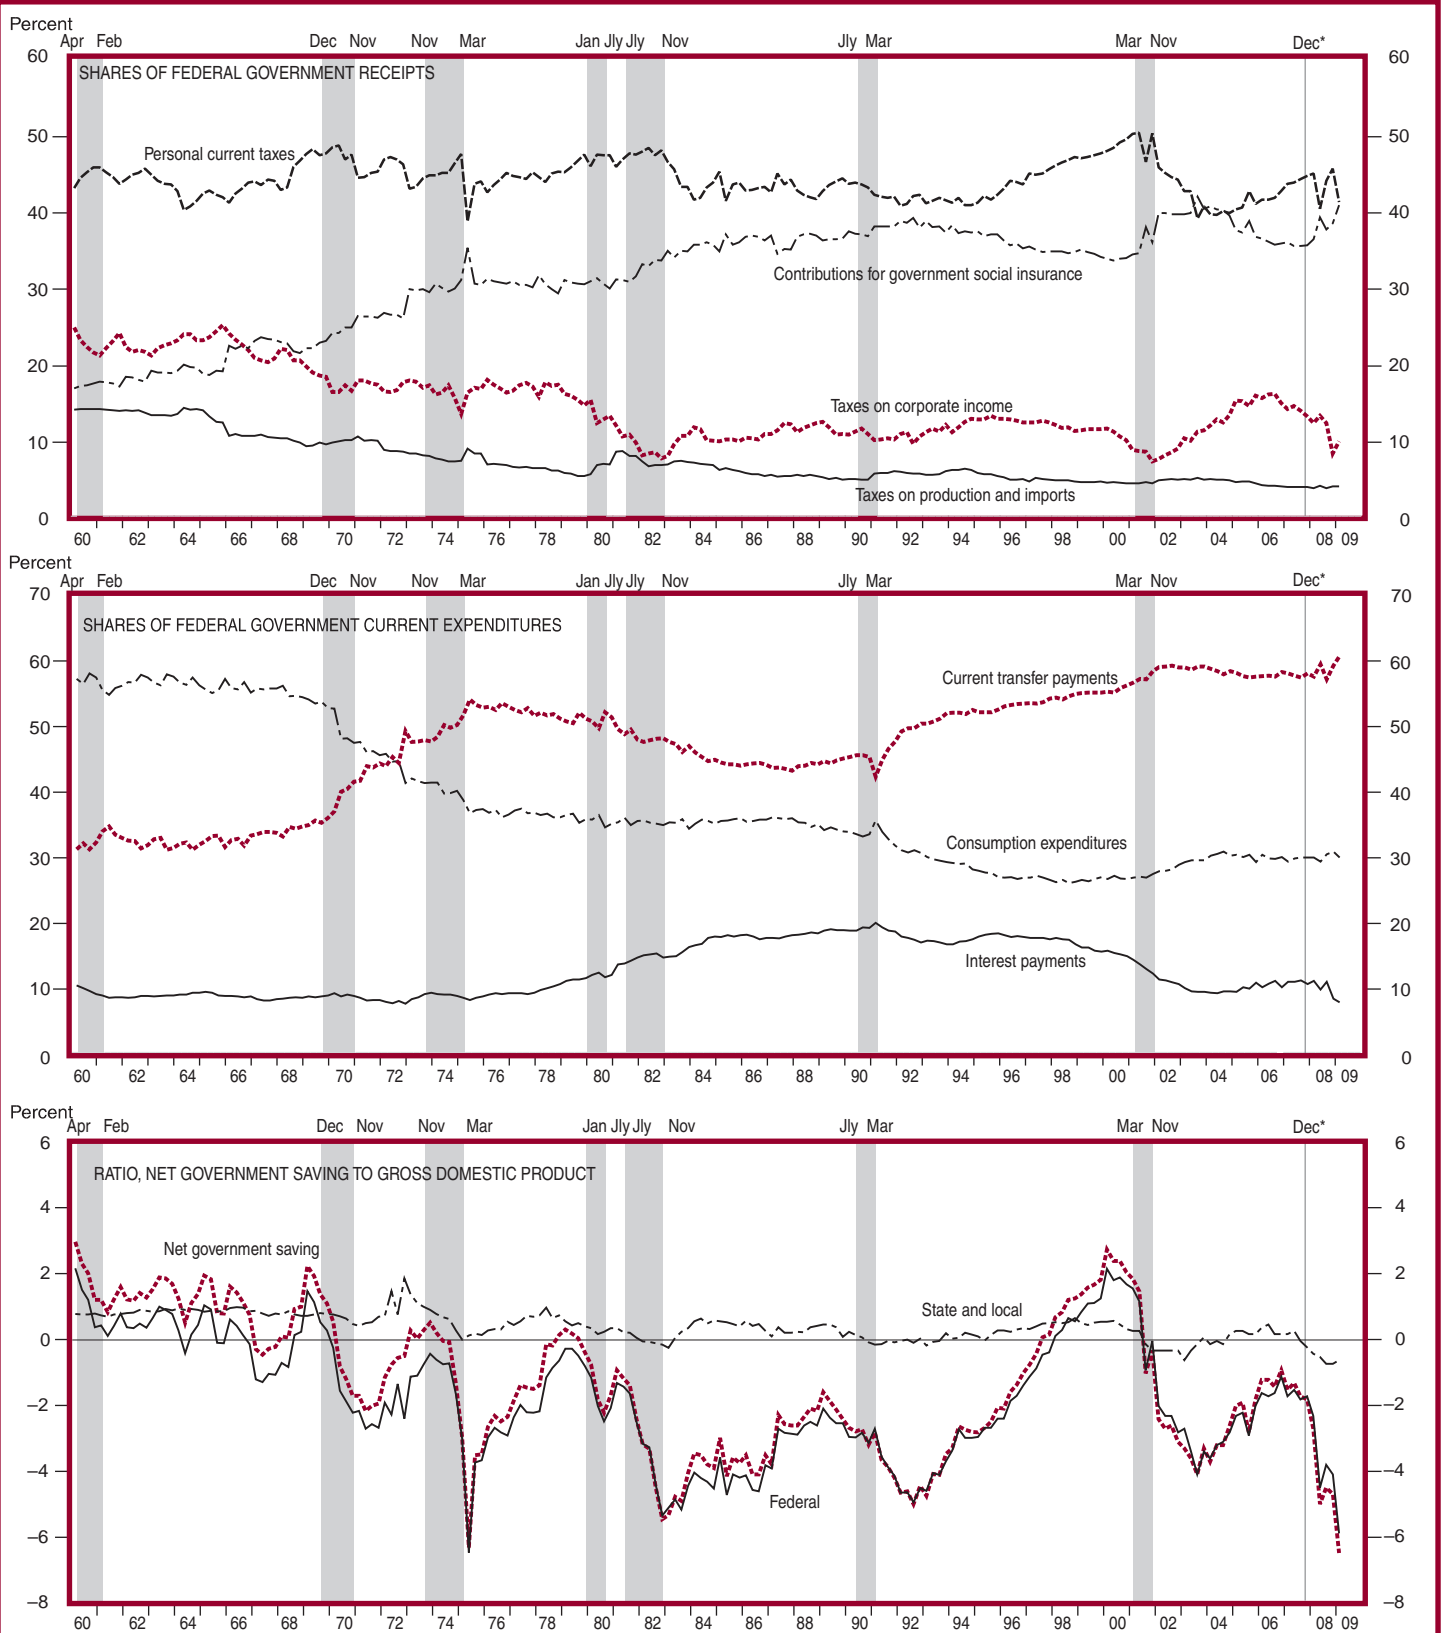 Percent
Apr Feb Dec Nov Nov Mar Jan Jly Jly Nov Jly Mar Mar Nov Dec*
60 60
SHARES OF FEDERAL GOVERNMENT RECEIPTS
50 50
Personal current taxes
40 40
Contributions for government social insurance
30 30
20 20
Taxes on corporate income
10 10
Taxes on production and imports
0 0
60 62 64 66 68 70 72 74 76 78 80 82 84 86 88 90 92 94 96 98 00 02 04 06 08 09
Percent
Apr Feb Dec Nov Nov Mar Jan Jly Jly Nov Jly Mar Mar Nov Dec*
70 70
SHARES OF FEDERAL GOVERNMENT CURRENT EXPENDITURES
60 60
Current transfer payments
50 50
40 40
Consumption expenditures
30 30
20 20
Interest payments
10 10
0 0
60 62 64 66 68 70 72 74 76 78 80 82 84 86 88 90 92 94 96 98 00 02 04 06 08 09
Percent
Apr Feb Dec Nov Nov Mar Jan Jly Jly Nov Jly Mar Mar Nov Dec*
6 6
RATIO, NET GOVERNMENT SAVING TO GROSS DOMESTIC PRODUCT
4 4
Net government saving
2 2
State and local
0 0
–2 –2
–4 –4
Federal
–6 –6
–8 –8
60 62 64 66 68 70 72 74 76 78 80 82 84 86 88 90 92 94 96 98 00 02 04 06 08 09